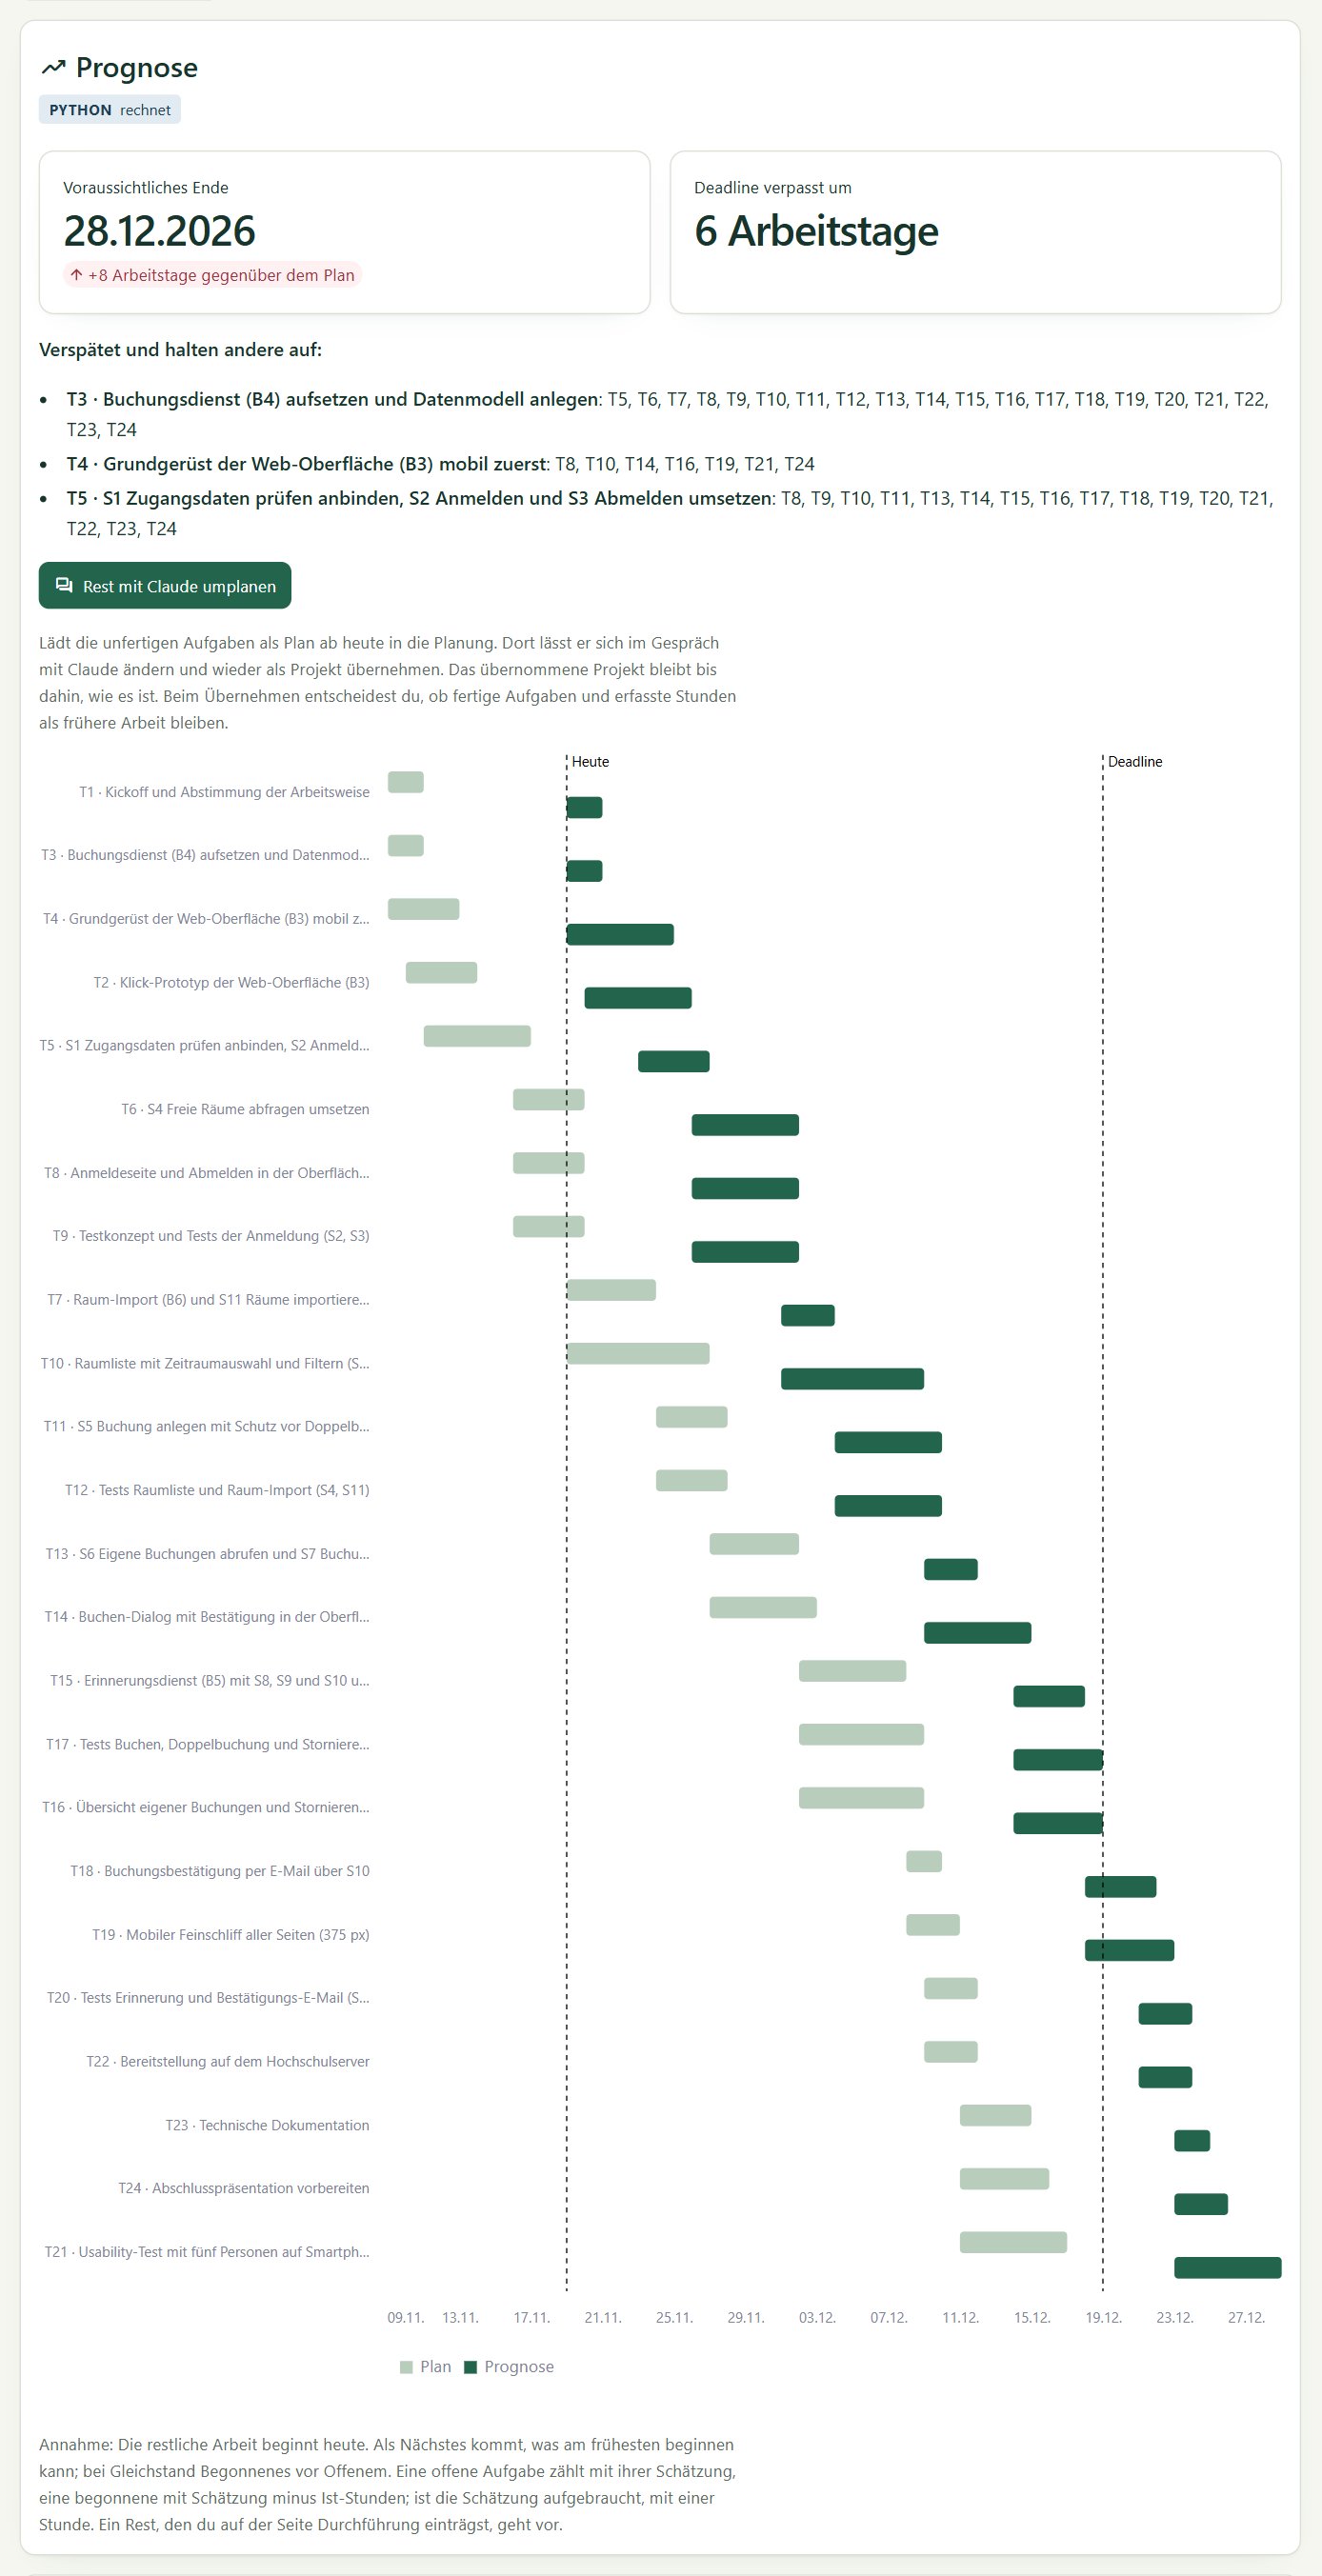 Prognose
PYTHON rechnet
Voraussichtliches Ende
28.12.2026
+8 Arbeitstage gegenüber dem Plan
Deadline verpasst um
6 Arbeitstage
Verspätet und halten andere auf:
• T3 · Buchungsdienst (B4) aufsetzen und Datenmodell anlegen: T5, T6, T7, T8, T9, T10, T11, T12, T13, T14, T15, T16, T17, T18, T19, T20, T21, T22,
T23, T24
• T4 · Grundgerüst der Web-Oberfläche (B3) mobil zuerst: T8, T10, T14, T16, T19, T21, T24
• T5 · S1 Zugangsdaten prüfen anbinden, S2 Anmelden und S3 Abmelden umsetzen: T8, T9, T10, T11, T13, T14, T15, T16, T17, T18, T19, T20, T21,
T22, T23, T24
Rest mit Claude umplanen
Lädt die unfertigen Aufgaben als Plan ab heute in die Planung. Dort lässt er sich im Gespräch
mit Claude ändern und wieder als Projekt übernehmen. Das übernommene Projekt bleibt bis
dahin, wie es ist. Beim Übernehmen entscheidest du, ob fertige Aufgaben und erfasste Stunden
als frühere Arbeit bleiben.
Heute
Deadline
T1 · Kickoff und Abstimmung der Arbeitsweise
T3 · Buchungsdienst (B4) aufsetzen und Datenmod...
T4 · Grundgerüst der Web-Oberfläche (B3) mobil z...
T2 · Klick-Prototyp der Web-Oberfläche (B3)
T5 · S1 Zugangsdaten prüfen anbinden, S2 Anmeld...
T6 · S4 Freie Räume abfragen umsetzen
T8 · Anmeldeseite und Abmelden in der Oberfläch...
T9 · Testkonzept und Tests der Anmeldung (S2, S3)
T7 · Raum-Import (B6) und S11 Räume importiere...
T10 · Raumliste mit Zeitraumauswahl und Filtern (S...
T11 · S5 Buchung anlegen mit Schutz vor Doppelb...
T12 · Tests Raumliste und Raum-Import (S4, S11)
T13 · S6 Eigene Buchungen abrufen und S7 Buchu...
T14 · Buchen-Dialog mit Bestätigung in der Oberfl...
T15 · Erinnerungsdienst (B5) mit S8, S9 und S10 u...
T17 · Tests Buchen, Doppelbuchung und Storniere...
T16 · Übersicht eigener Buchungen und Stornieren...
T18 · Buchungsbestätigung per E-Mail über S10
T19 · Mobiler Feinschliff aller Seiten (375 px)
T20 · Tests Erinnerung und Bestätigungs-E-Mail (S...
T22 · Bereitstellung auf dem Hochschulserver
T23 · Technische Dokumentation
T24 · Abschlusspräsentation vorbereiten
T21 · Usability-Test mit fünf Personen auf Smartph...
09.11. 13.11. 17.11. 21.11. 25.11. 29.11. 03.12. 07.12. 11.12. 15.12. 19.12. 23.12. 27.12.
Plan Prognose
Annahme: Die restliche Arbeit beginnt heute. Als Nächstes kommt, was am frühesten beginnen
kann; bei Gleichstand Begonnenes vor Offenem. Eine offene Aufgabe zählt mit ihrer Schätzung,
eine begonnene mit Schätzung minus Ist-Stunden; ist die Schätzung aufgebraucht, mit einer
Stunde. Ein Rest, den du auf der Seite Durchführung einträgst, geht vor.